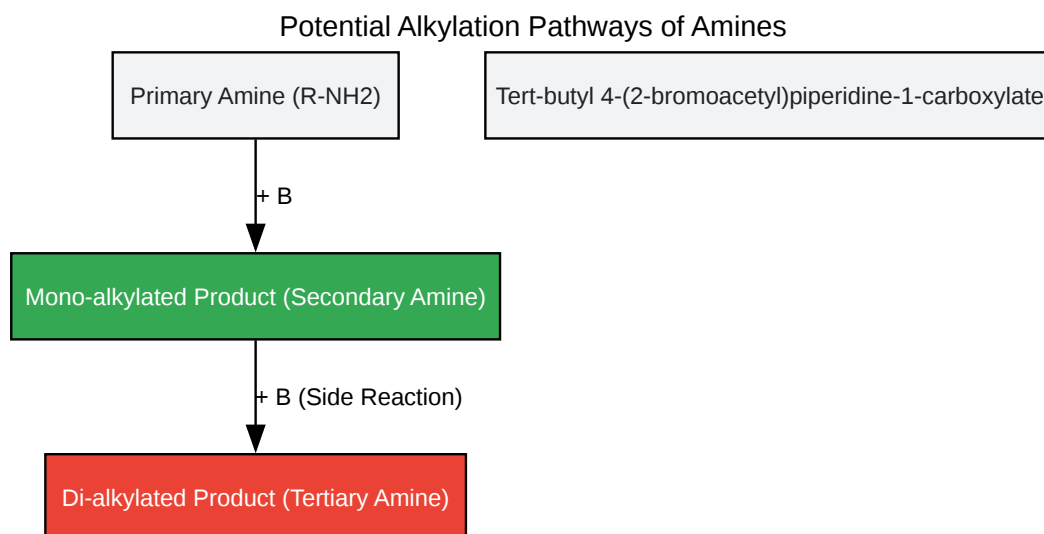 Potential Alkylation Pathways of Amines
Primary Amine (R-NH2)
Tert-butyl 4-(2-bromoacetyl)piperidine-1-carboxylate
+ B
Mono-alkylated Product (Secondary Amine)
+ B (Side Reaction)
Di-alkylated Product (Tertiary Amine)